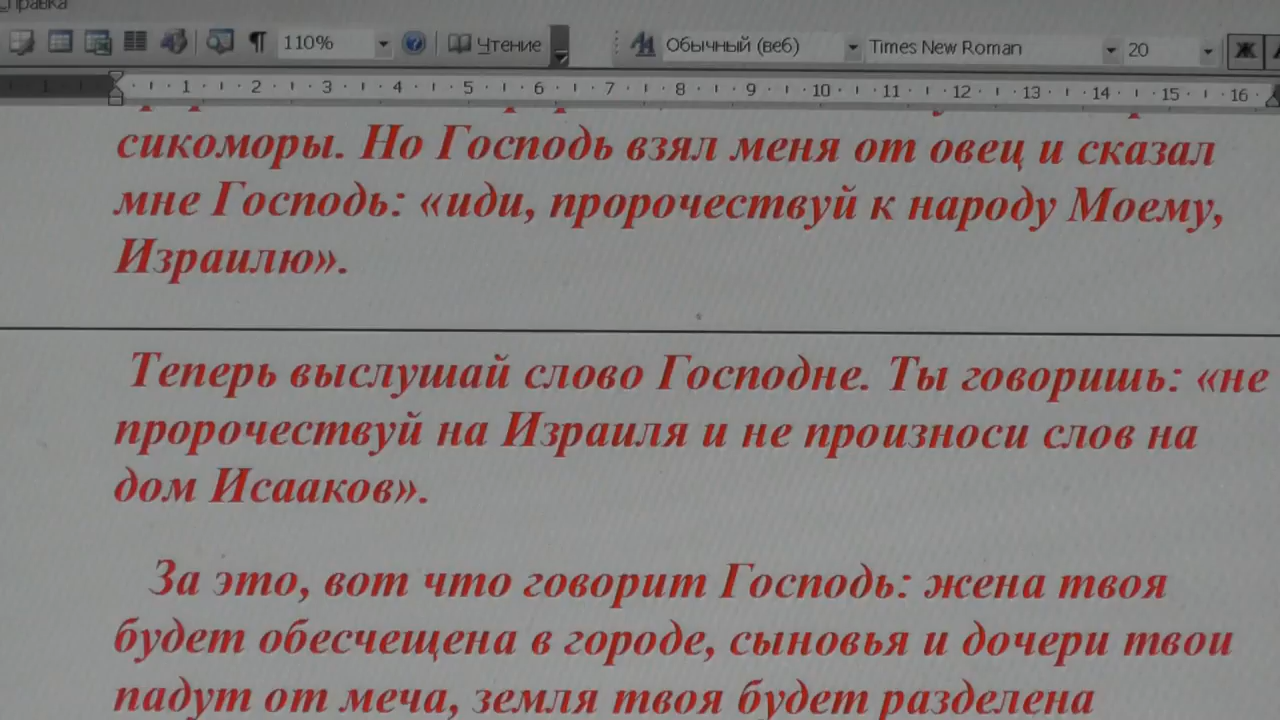 Справка
110%
Чтение
Обычный (веб)
Times New Roman
20
Ж
1 1 2 3 4 5 6 7 8 9 10 11 12 13 14 15 16
сикоморы. Но Господь взял меня от овец и сказал
мне Господь: «иди, пророчествуй к народу Моему,
Израилю».
Теперь выслушай слово Господне. Ты говоришь: «не
пророчествуй на Израиля и не произноси слов на
дом Исааков».
За это, вот что говорит Господь: жена твоя
будет обесчещена в городе, сыновья и дочери твои
падут от меча, земля твоя будет разделена